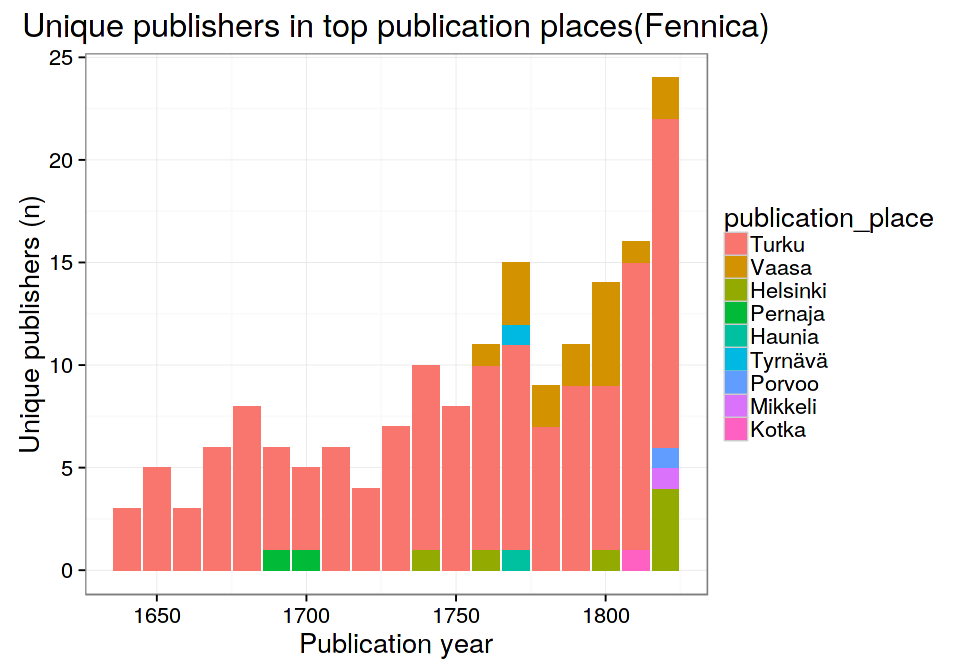 Unique publishers in top publication places(Fennica)
Unique publishers (n)
25
20
15
10
5
0
1650
1700
1750
1800
Publication year
publication_place
Turku
Vaasa
Helsinki
Pernaja
Haunia
Tyrnävä
Porvoo
Mikkeli
Kotka